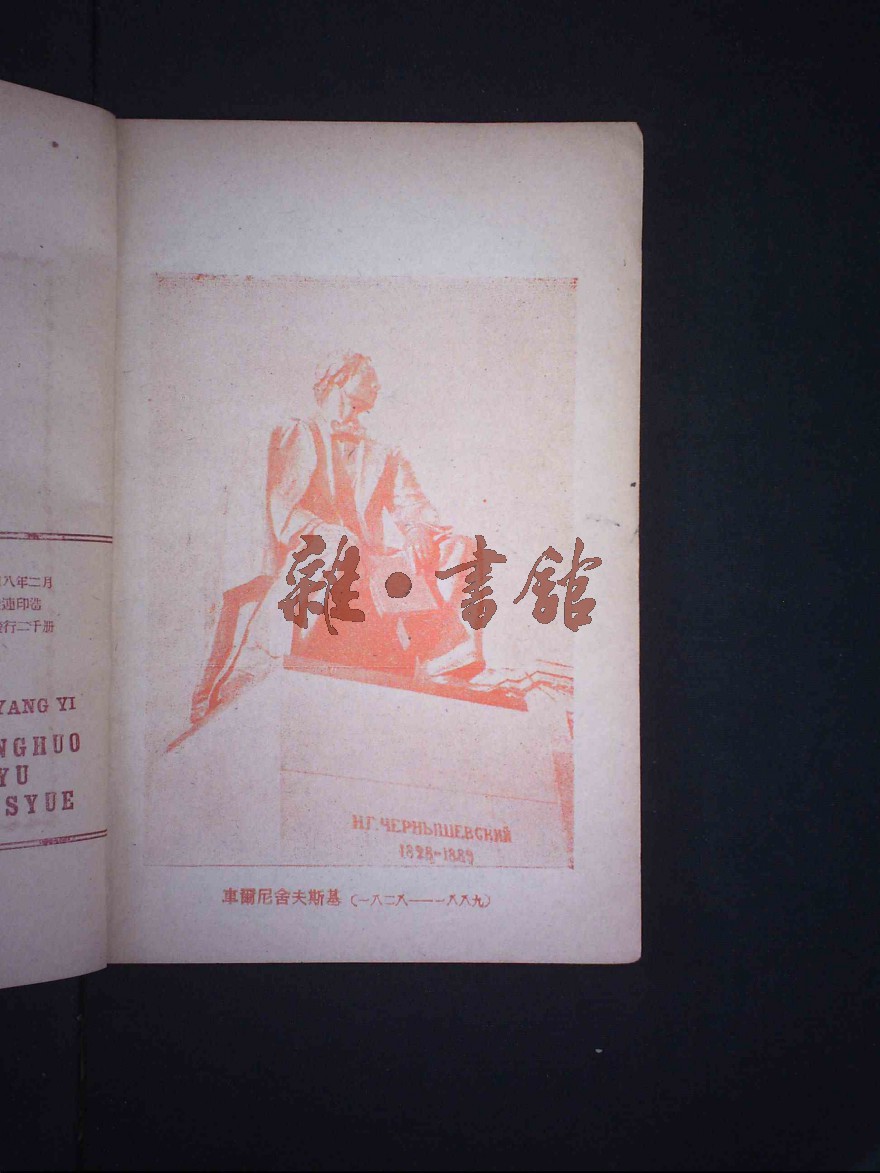 八年二月
連印造
行二千册
YANG YI
NGHUO
YU
SYUE
雜·書館
Н.Г. ЧЕРНЫШЕВСКИЙ
1828-1889
車爾尼舍夫斯基(一八二八——一八八九)